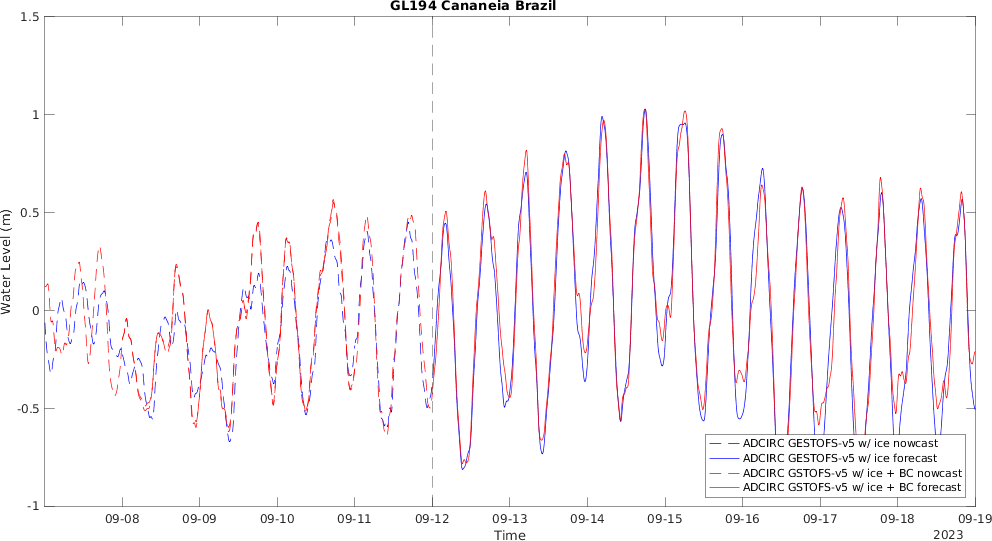 GL194 Cananeia Brazil
1.5
1
0.5
0
-0.5
-1
Water Level (m)
ADCIRC GESTOFS-v5 w/ ice nowcast
ADCIRC GESTOFS-v5 w/ ice forecast
ADCIRC GSTOFS-v5 w/ ice + BC nowcast
ADCIRC GSTOFS-v5 w/ ice + BC forecast
09-08 09-09 09-10 09-11 09-12 09-13 09-14 09-15 09-16 09-17 09-18 09-19
Time
2023